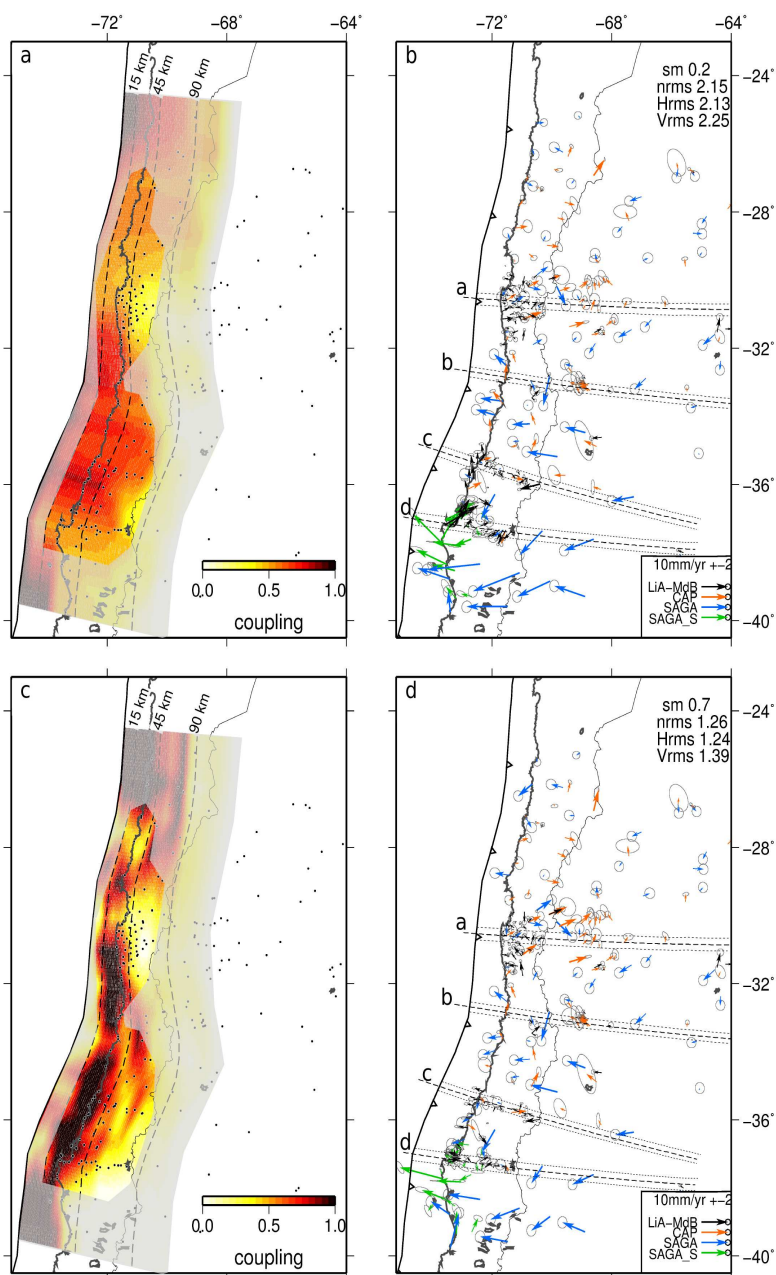 −72° −68° −64°
−72° −68° −64°
a
15 km
45 km
90 km
0.0 0.5 1.0
coupling
b
sm 0.2
nrms 2.15
Hrms 2.13
Vrms 2.25
−24°
−28°
−32°
−36°
−40°
a
b
c
d
10mm/yr +−2
LiA−MdB
CAP
SAGA
SAGA_S
c
15 km
45 km
90 km
0.0 0.5 1.0
coupling
d
sm 0.7
nrms 1.26
Hrms 1.24
Vrms 1.39
−24°
−28°
−32°
−36°
−40°
a
b
c
d
10mm/yr +−2
LiA−MdB
CAP
SAGA
SAGA_S